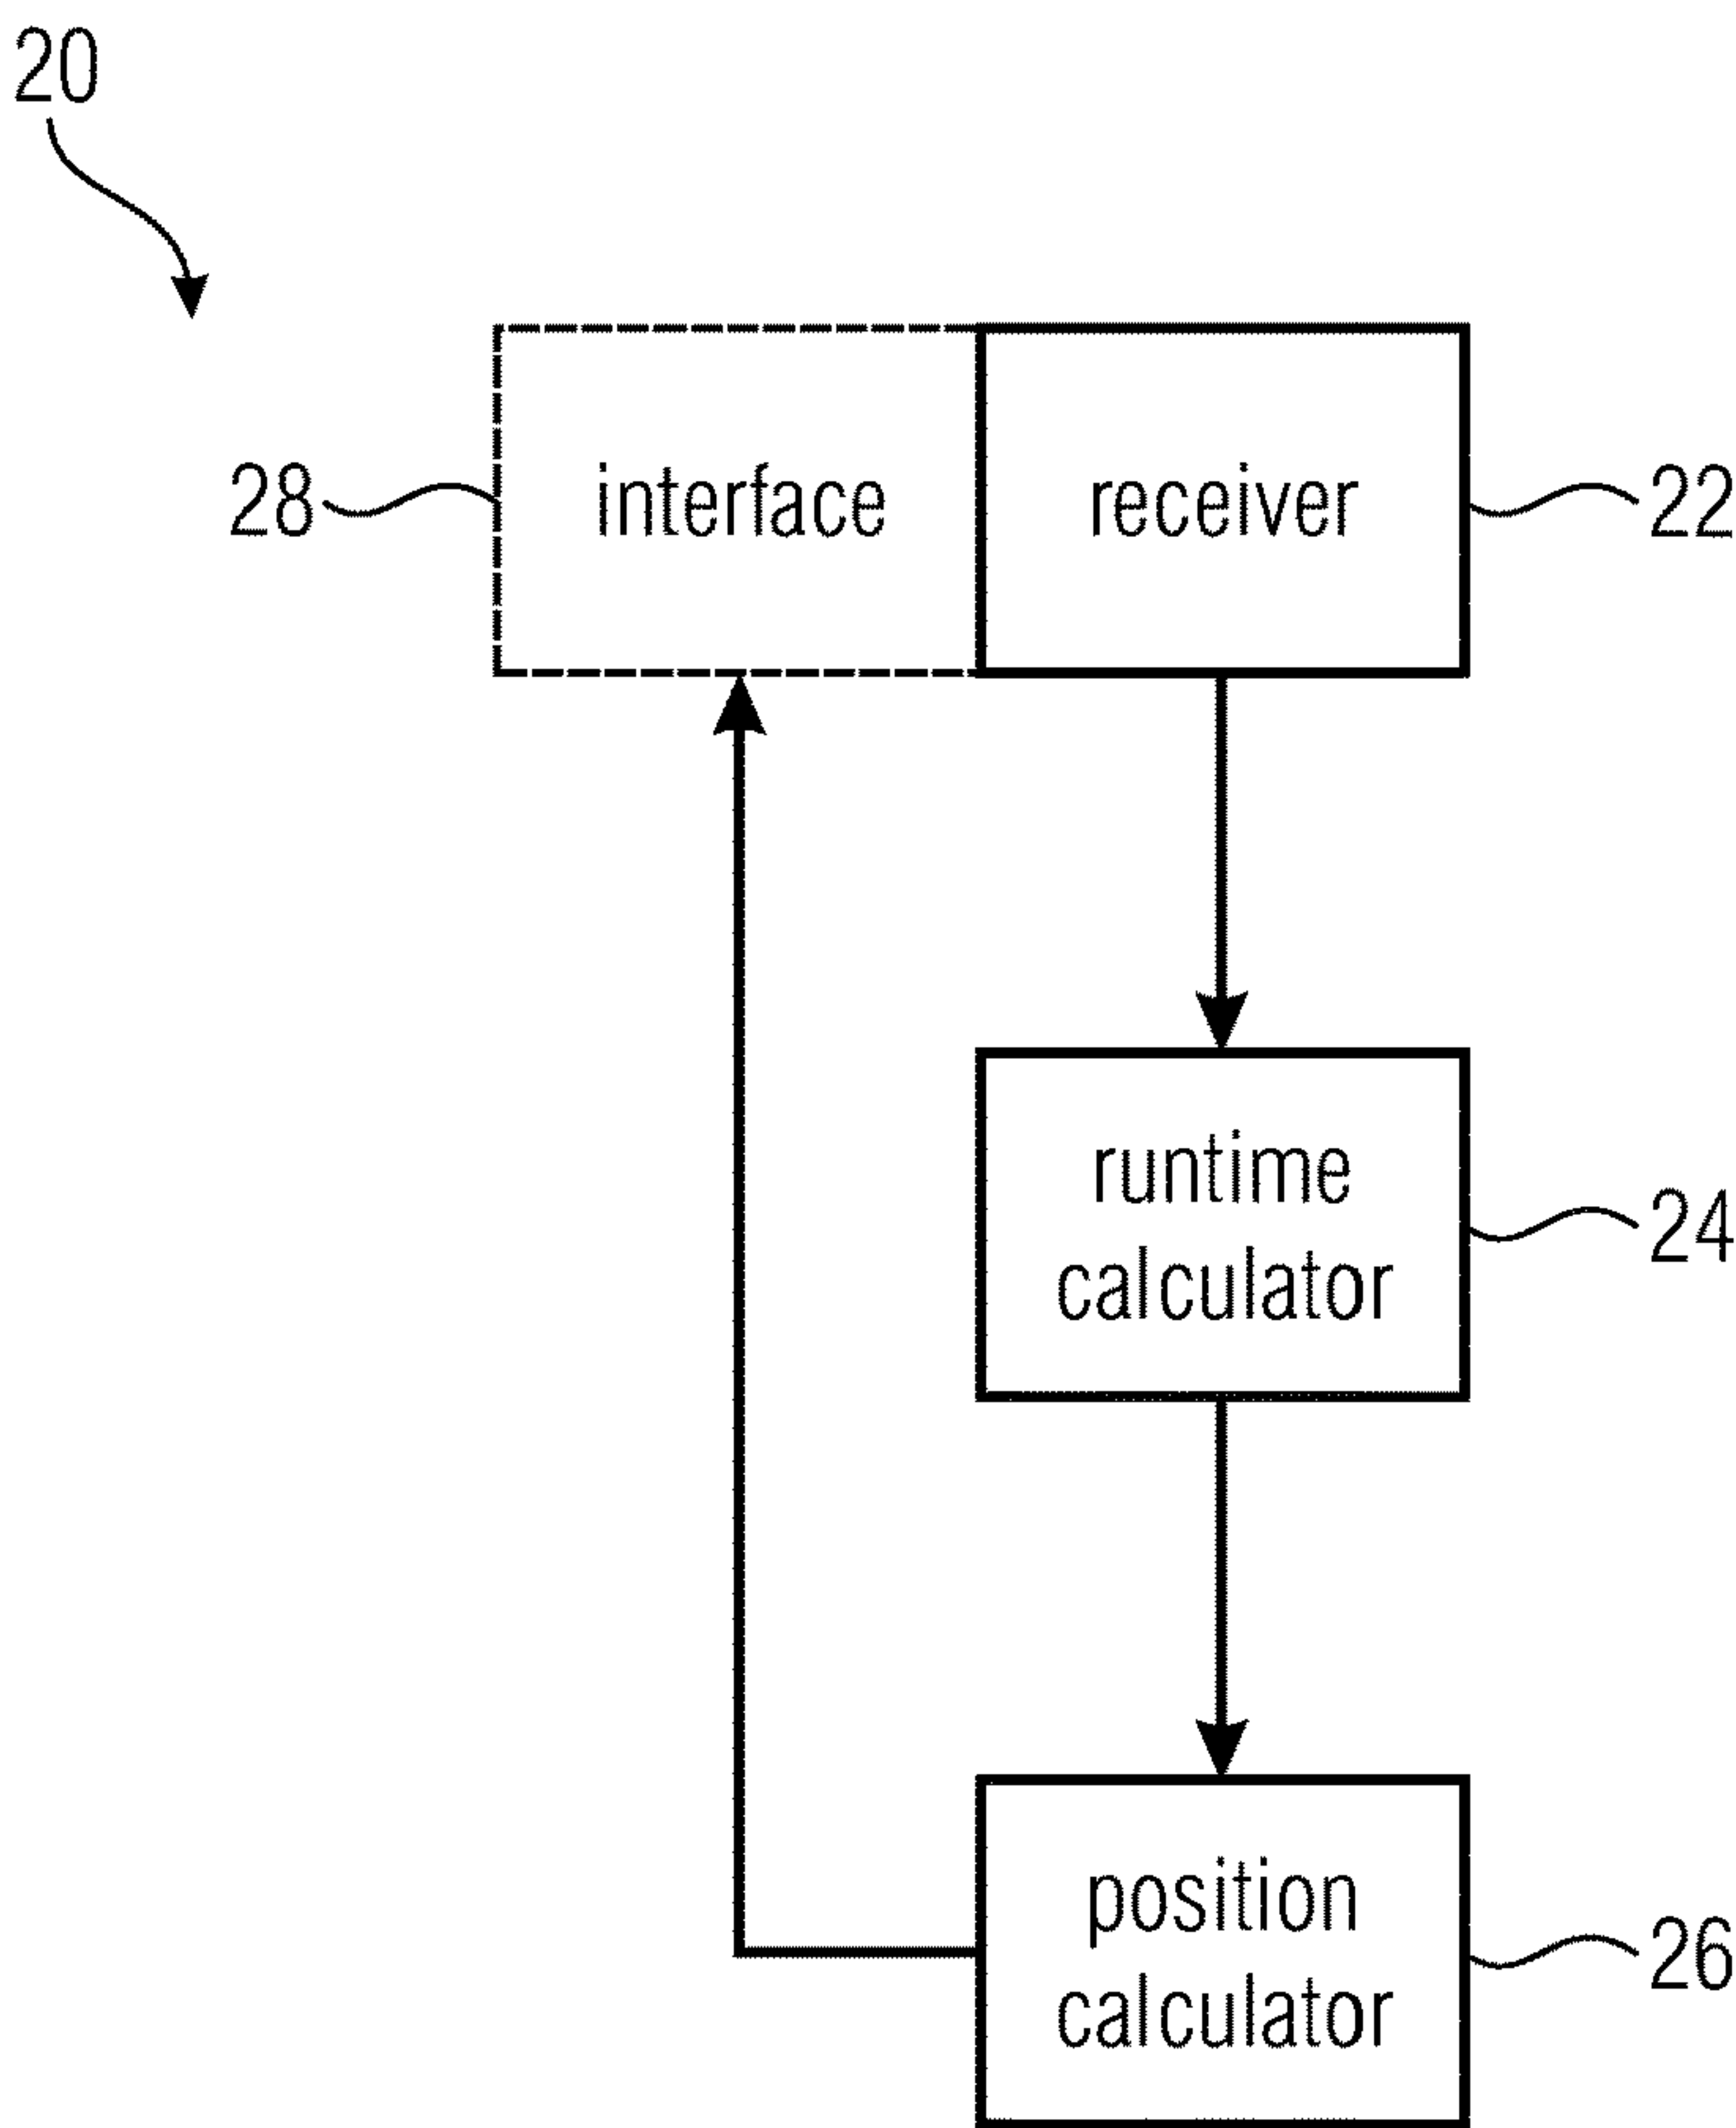 20
28
interface
receiver
22
runtime
calculator
24
position
calculator
26